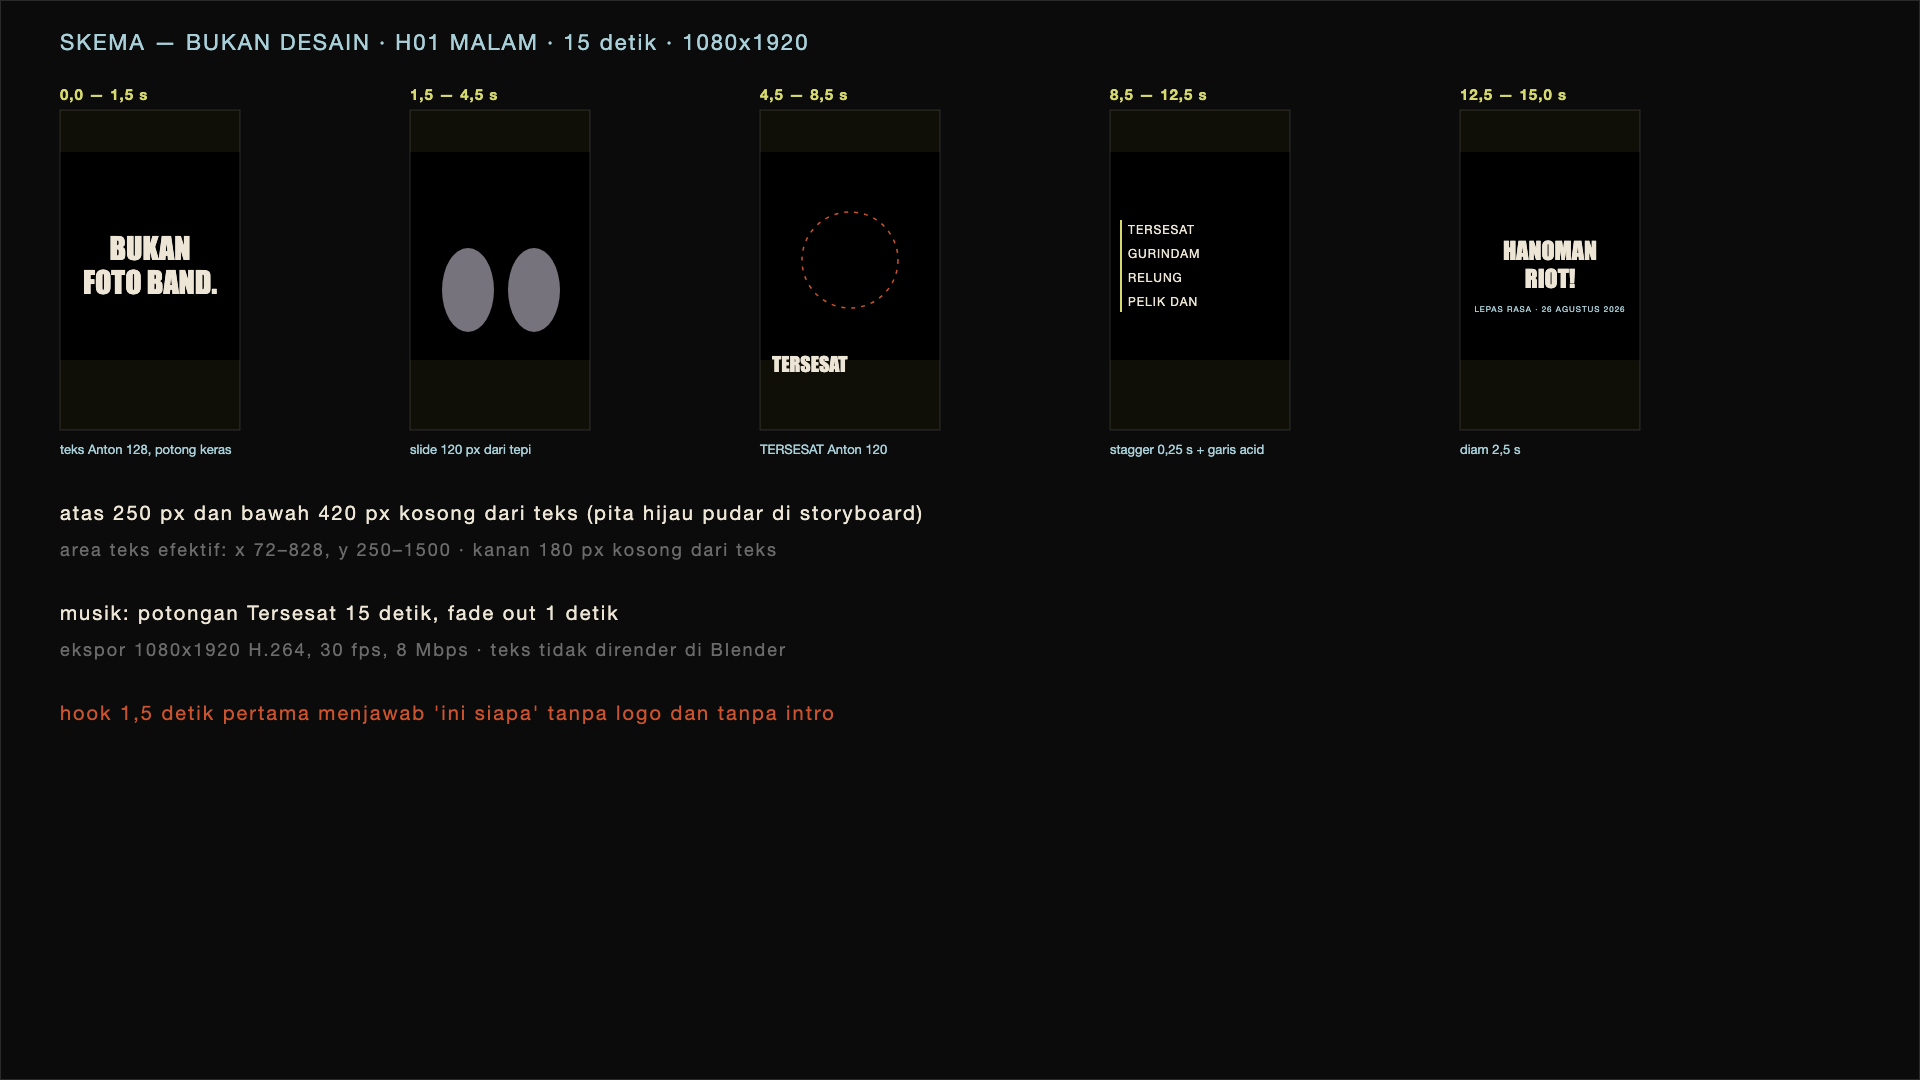 SKEMA — BUKAN DESAIN · H01 MALAM · 15 detik · 1080x1920
0,0 — 1,5 s
BUKAN
FOTO BAND.
teks Anton 128, potong keras
1,5 — 4,5 s
slide 120 px dari tepi
4,5 — 8,5 s
TERSESAT
TERSESAT Anton 120
8,5 — 12,5 s
TERSESAT
GURINDAM
RELUNG
PELIK DAN
stagger 0,25 s + garis acid
12,5 — 15,0 s
HANOMAN
RIOT!
LEPAS RASA · 26 AGUSTUS 2026
diam 2,5 s
atas 250 px dan bawah 420 px kosong dari teks (pita hijau pudar di storyboard)
area teks efektif: x 72–828, y 250–1500 · kanan 180 px kosong dari teks
musik: potongan Tersesat 15 detik, fade out 1 detik
ekspor 1080x1920 H.264, 30 fps, 8 Mbps · teks tidak dirender di Blender
hook 1,5 detik pertama menjawab 'ini siapa' tanpa logo dan tanpa intro